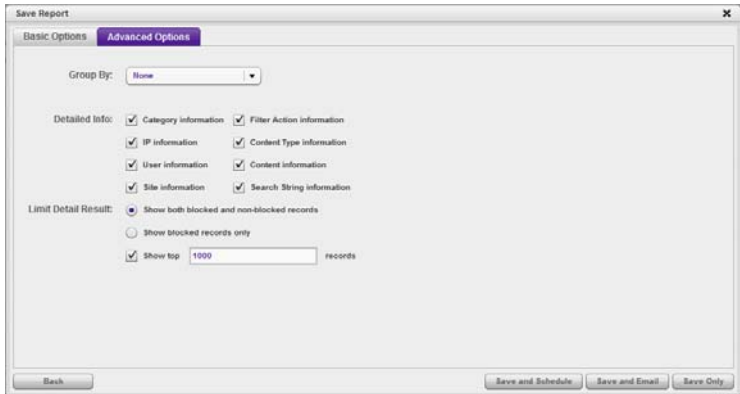 Save Report
Basic Options Advanced Options
Group By: None
Detailed Info: Category information Filter Action information
IP information Content Type information
User information Content information
Site information Search String information
Limit Detail Result: Show both blocked and non-blocked records
Show blocked records only
Show top 1000 records
Back Save and Schedule Save and Email Save Only